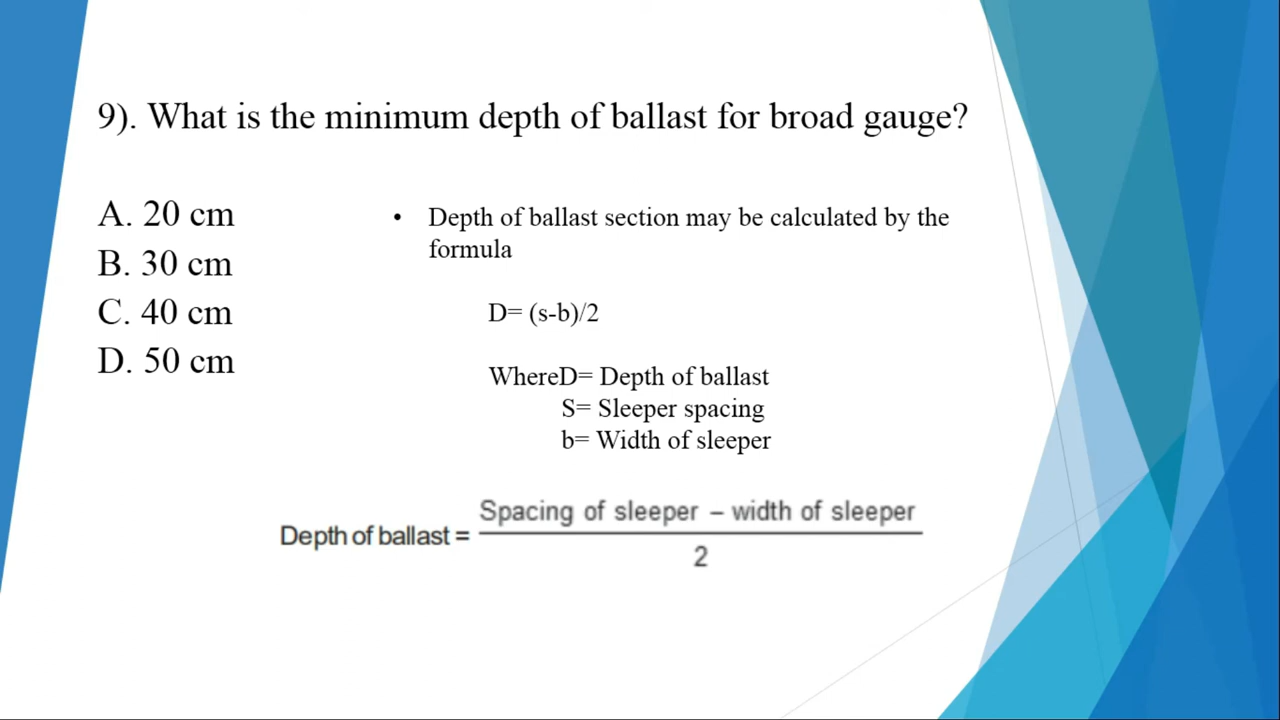 9). What is the minimum depth of ballast for broad gauge?
A. 20 cm
B. 30 cm
C. 40 cm
D. 50 cm
• Depth of ballast section may be calculated by the
formula
D= (s-b)/2
WhereD= Depth of ballast
S= Sleeper spacing
b= Width of sleeper
Depth of ballast =
Spacing of sleeper – width of sleeper
2